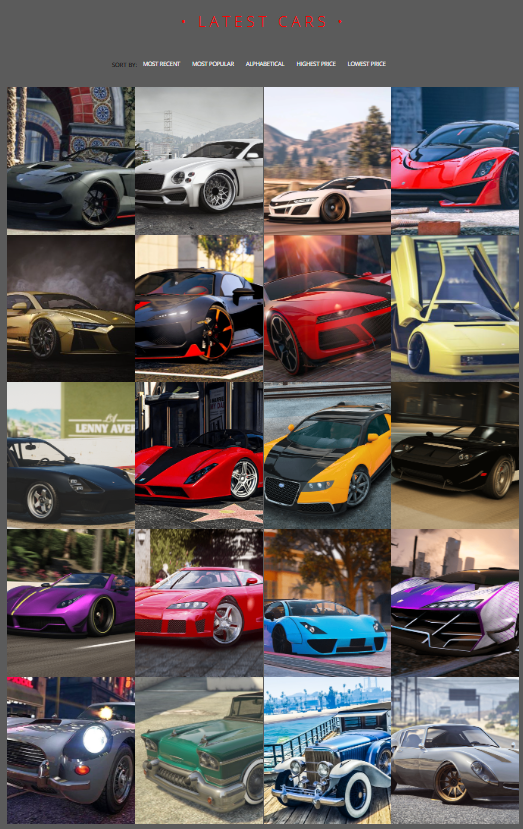 • LATEST CARS •
SORT BY: MOST RECENT MOST POPULAR ALPHABETICAL HIGHEST PRICE LOWEST PRICE
LENNY AVE